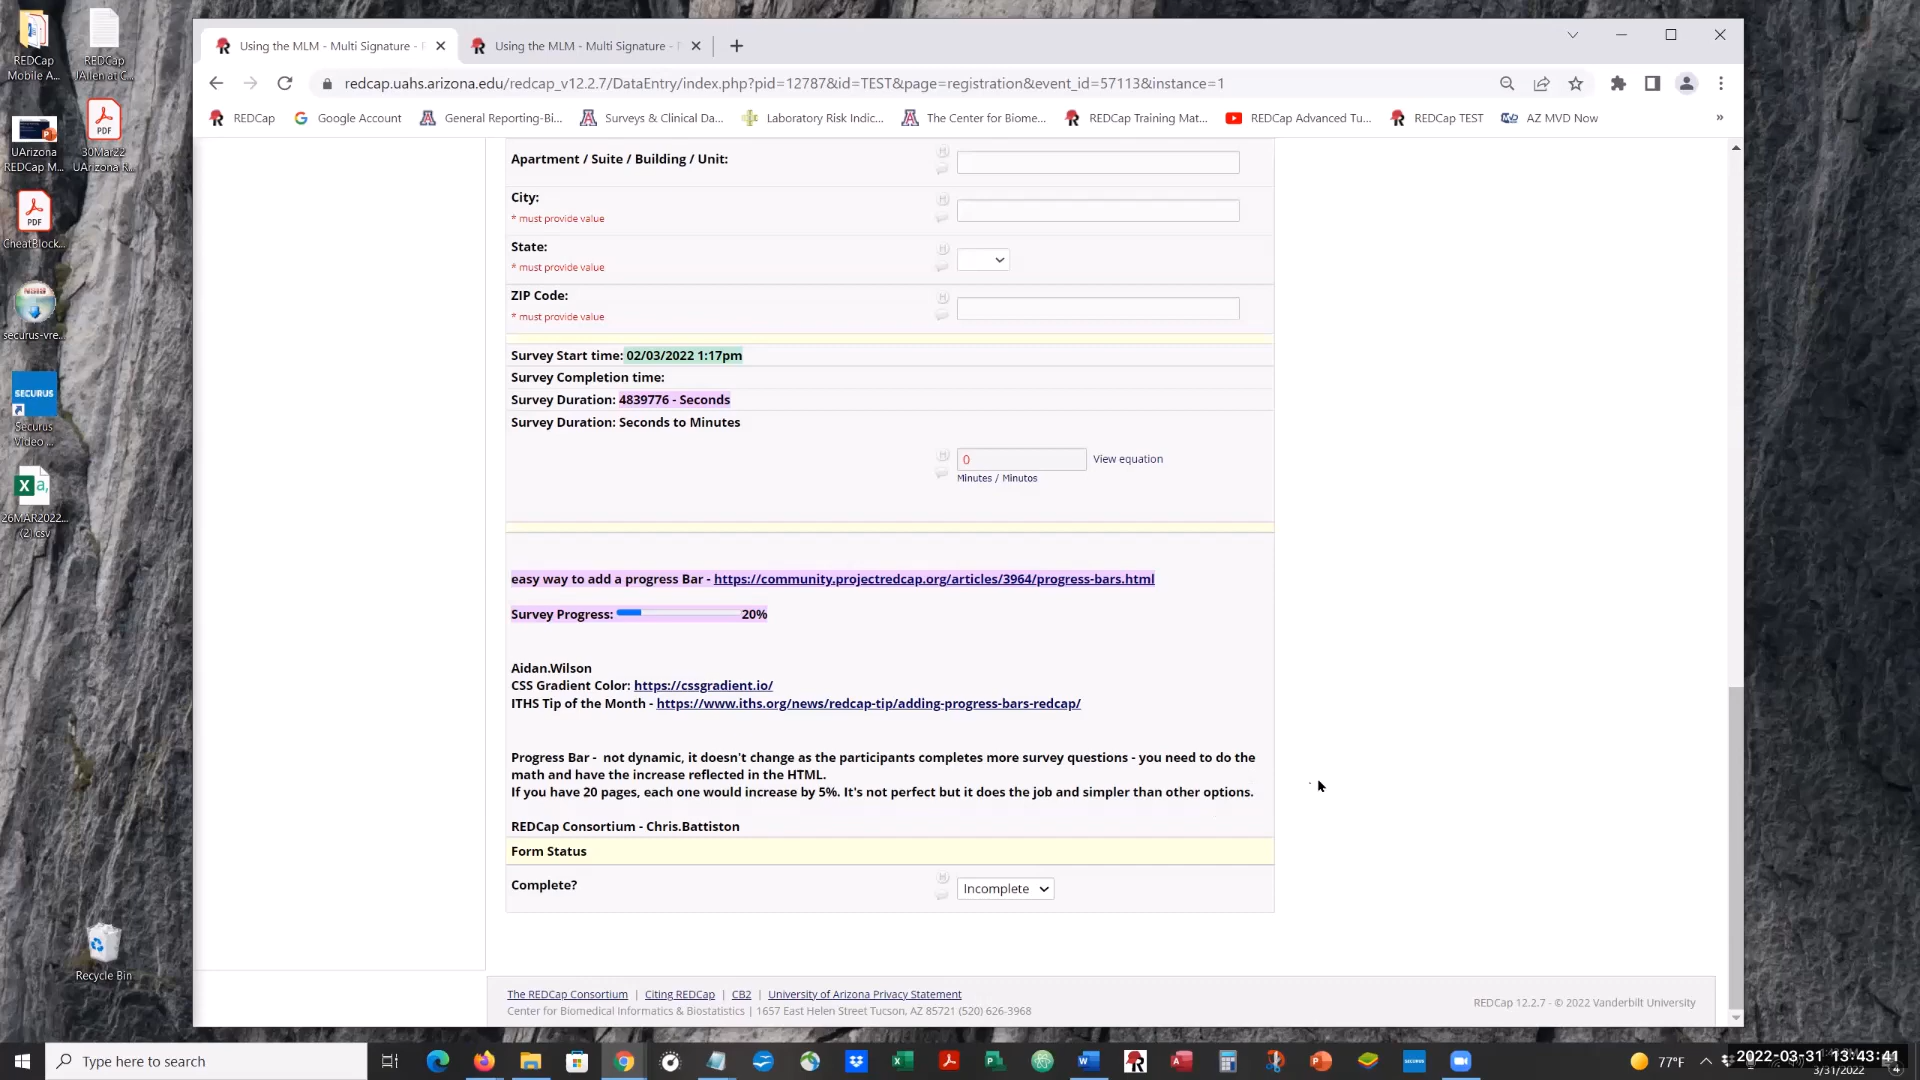 REDCap Mobile A...
REDCap JAllen at C...
UArizona REDCap M...
30Mar22 UArizona R...
CheatBlock...
securus-vre...
SECURUS
Securus Video ...
26MAR2022... (2).csv
Recycle Bin
Using the MLM - Multi Signature -
Using the MLM - Multi Signature -
redcap.uahs.arizona.edu/redcap_v12.2.7/DataEntry/index.php?pid=12787&id=TEST&page=registration&event_id=57113&instance=1
REDCap
Google Account
General Reporting-Bi...
Surveys & Clinical Da...
Laboratory Risk Indic...
The Center for Biome...
REDCap Training Mat...
REDCap Advanced Tu...
REDCap TEST
AZ MVD Now
»
Apartment / Suite / Building / Unit:
City:
* must provide value
State:
* must provide value
ZIP Code:
* must provide value
Survey Start time: 02/03/2022 1:17pm
Survey Completion time:
Survey Duration: 4839776 - Seconds
Survey Duration: Seconds to Minutes
0 View equation
Minutes / Minutos
easy way to add a progress Bar - https://community.projectredcap.org/articles/3964/progress-bars.html
Survey Progress: 20%
Aidan.Wilson
CSS Gradient Color: https://cssgradient.io/
ITHS Tip of the Month - https://www.iths.org/news/redcap-tip/adding-progress-bars-redcap/
Progress Bar - not dynamic, it doesn't change as the participants completes more survey questions - you need to do the
math and have the increase reflected in the HTML.
If you have 20 pages, each one would increase by 5%. It's not perfect but it does the job and simpler than other options.
REDCap Consortium - Chris.Battiston
Form Status
Complete?
Incomplete
The REDCap Consortium | Citing REDCap | CB2 | University of Arizona Privacy Statement
Center for Biomedical Informatics & Biostatistics | 1657 East Helen Street Tucson, AZ 85721 (520) 626-3968
REDCap 12.2.7 - © 2022 Vanderbilt University
Type here to search
77°F
2022-03-31 13:43:41
3/31/2022